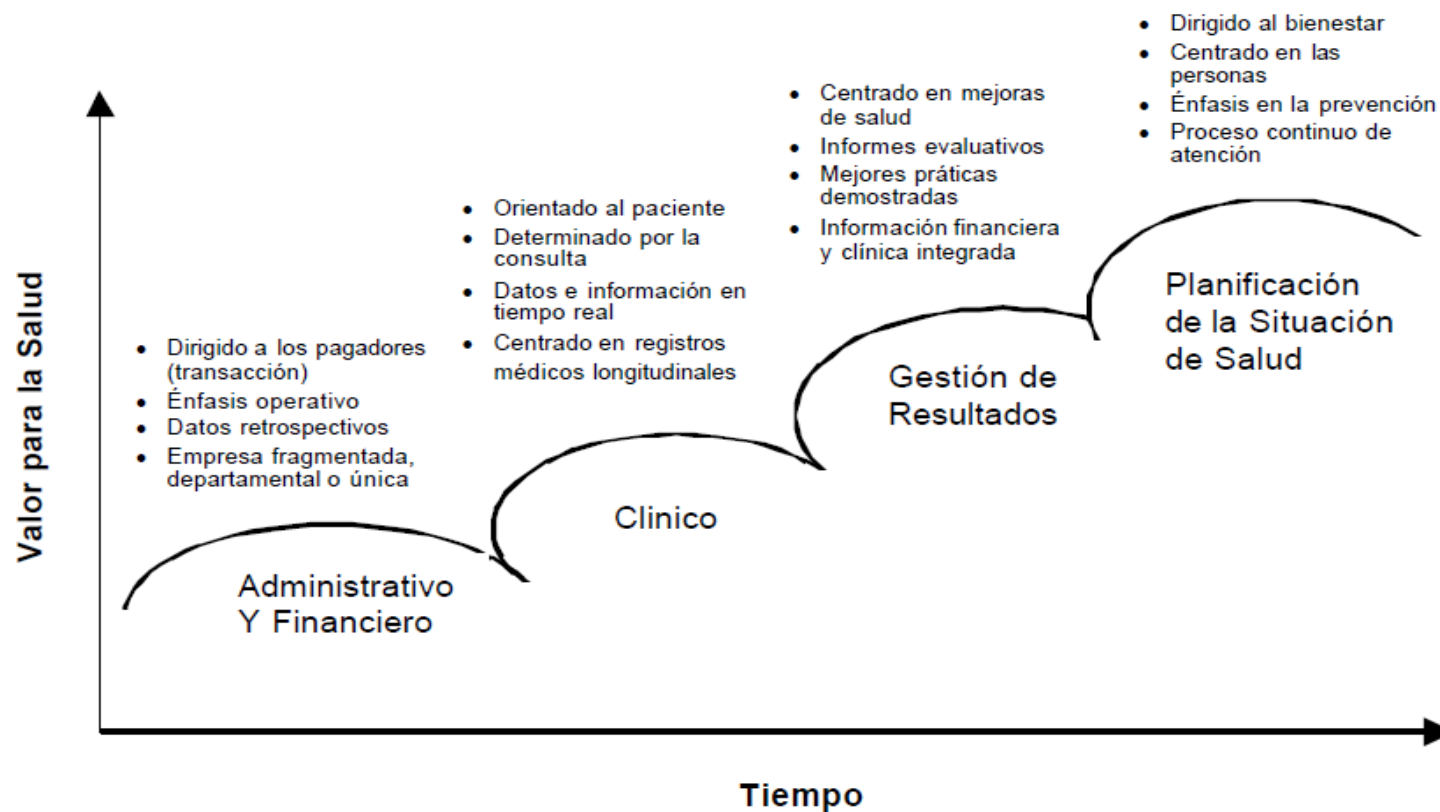 • Dirigido al bienestar
• Centrado en las
personas
• Énfasis en la prevención
• Proceso continuo de
atención
• Centrado en mejoras
de salud
• Informes evaluativos
• Mejores práticas
demostradas
• Información financiera
y clínica integrada
• Orientado al paciente
• Determinado por la
consulta
• Datos e información en
tiempo real
• Centrado en registros
médicos longitudinales
• Dirigido a los pagadores
(transacción)
• Énfasis operativo
• Datos retrospectivos
• Empresa fragmentada,
departamental o única
Valor para la Salud
Planificación
de la Situación
de Salud
Gestión de
Resultados
Clinico
Administrativo
Y Financiero
Tiempo